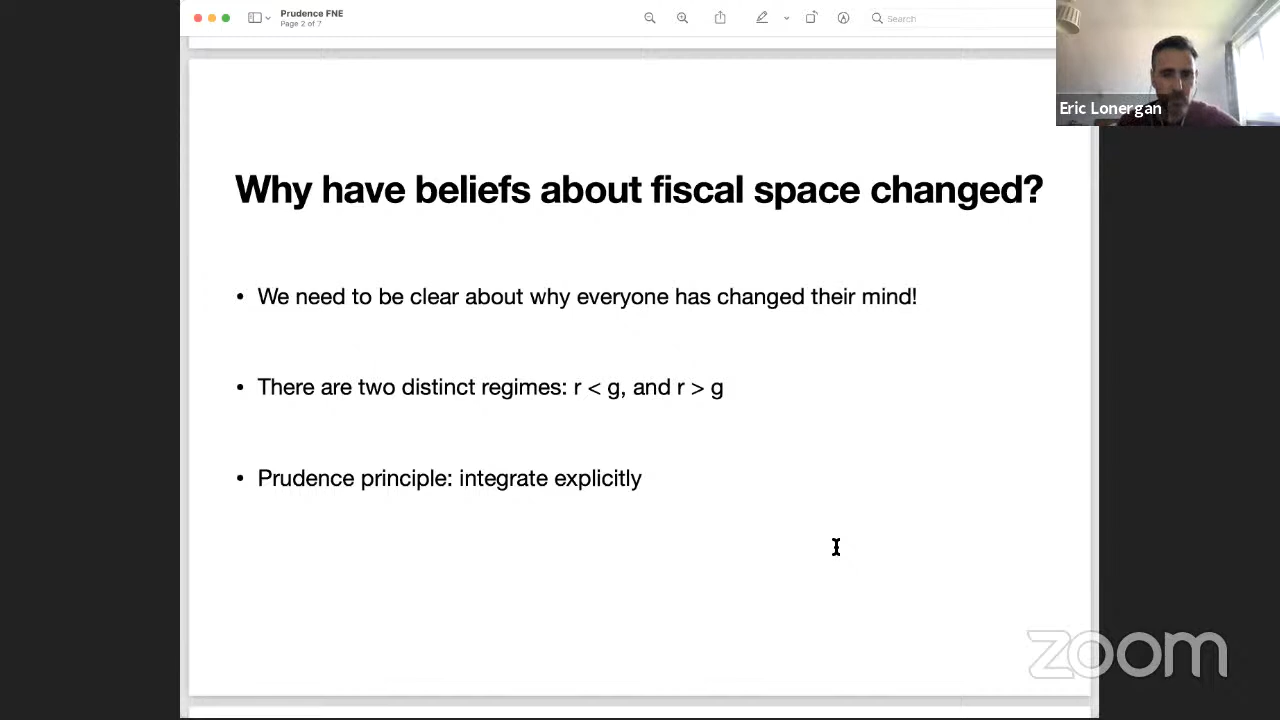 Prudence FNE
Page 2 of 7
Search
Eric Lonergan
Why have beliefs about fiscal space changed?
• We need to be clear about why everyone has changed their mind!
• There are two distinct regimes: r < g, and r > g
• Prudence principle: integrate explicitly
zoom